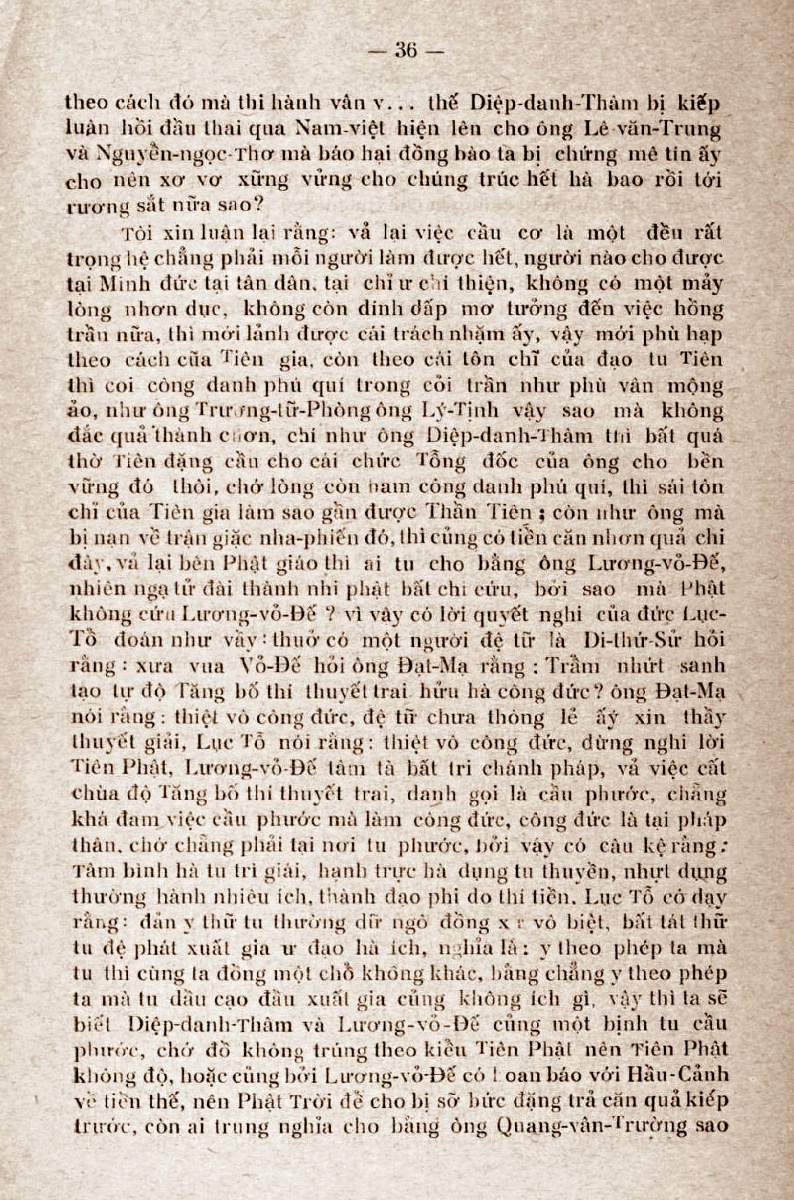 — 36 —
theo cách đó mà thi hành vân v... thế Diệp-danh-Thâm bị kiếp
luận hồi đầu thai qua Nam-việt hiện lên cho ông Lê-văn-Trung
và Nguyễn-ngọc-Thơ mà báo hại đồng bào ta bị chứng mê tín ấy
cho nên xơ vơ xững vửng cho chúng trúc hết hà bao rồi tới
rương sắt nữa sao?
Tôi xin luận lại rằng: vả lại việc cầu cơ là một đều rất
trọng hệ chẳng phải mỗi người làm được hết, người nào cho được
tại Minh đức tại tân dân, tại chỉ ư chí thiện, không có một mảy
lòng nhơn dục, không còn dính dấp mơ tưởng đến việc hồng
trần nữa, thì mới lảnh được cái trách nhậm ấy, vậy mới phù hạp
theo cách của Tiên gia, còn theo cái tôn chỉ của đạo tu Tiên
thì coi công danh phú quí trong cỏi trần như phù vân mộng
ảo, như ông Trương-tữ-Phòng ông Lý-Tịnh vậy sao mà không
đắc quả thành chơn, chi như ông Diệp-danh-Thâm thì bất quá
thờ Tiên đặng cầu cho cái chức Tổng đốc của ông cho bền
vững đó thôi, chớ lòng còn ham công danh phú quí, thì sái tôn
chỉ của Tiên gia làm sao gần được Thần Tiên; còn như ông mà
bị nạn về trận giặc nha-phiến đó, thì củng có tiền căn nhơn quả chi
đây, vả lại bên Phật giáo thì ai tu cho bằng ông Lương-vỏ-Đế,
nhiên ngạ tử đài thành nhi phật bất chi cứu, bởi sao mà Phật
không cứu Lương-vỏ-Đế? vì vậy có lời quyết nghi của đức Lục-
Tổ đoán như vầy: thuở có một người đệ tữ là Di-thứ-Sử hỏi
rằng: xưa vua Vỏ-Đế hỏi ông Đạt-Mạ rằng: Trẩm nhứt sanh
tạo tự độ Tăng bố thí thuyết trai hữu hà công đức? ông Đạt-Mạ
nói rằng: thiệt vô công đức, đệ tữ chưa thông lẻ ấý xin thầy
thuyết giải, Lục Tổ nói rằng: thiệt vô công đức, đừng nghi lời
Tiên Phật, Lương-vỏ-Đế tâm tà bất tri chánh pháp, vả việc cất
chùa độ Tăng bố thí thuyết trai, danh gọi là cầu phước, chẳng
khá đam việc cầu phước mà làm công đức, công đức là tại pháp
thân, chớ chẳng phải tại nơi tu phước, bởi vậy có câu kệ rằng:
Tâm bình hà tu trì giái, hạnh trực hà dụng tu thuyền, nhựt dụng
thường hành nhiêu ích, thành đạo phi do thí tiền. Lục Tổ có dạy
rằng: đản y thữ tu thường dữ ngô đồng xứ vô biệt, bất tát thữ
tu đệ phát xuất gia ư đạo hà ích, nghĩa là: y theo phép ta mà
tu thì cùng ta đồng một chổ không khác, bằng chẳng y theo phép
ta mà tu dầu cạo đầu xuất gia củng không ích gì, vậy thì ta sẽ
biết Diệp-danh-Thâm và Lương-vỏ-Đế củng một bịnh tu cầu
phước, chớ đồ không trúng theo kiều Tiên Phật nên Tiên Phật
không độ, hoặc củng bởi Lương-vỏ-Đế có oan báo với Hầu-Cảnh
về tiền thế, nên Phật Trời đề cho bị sỡ bức đặng trả căn quả kiếp
trước, còn ai trung nghĩa cho bằng ông Quang-vân-Trường sao